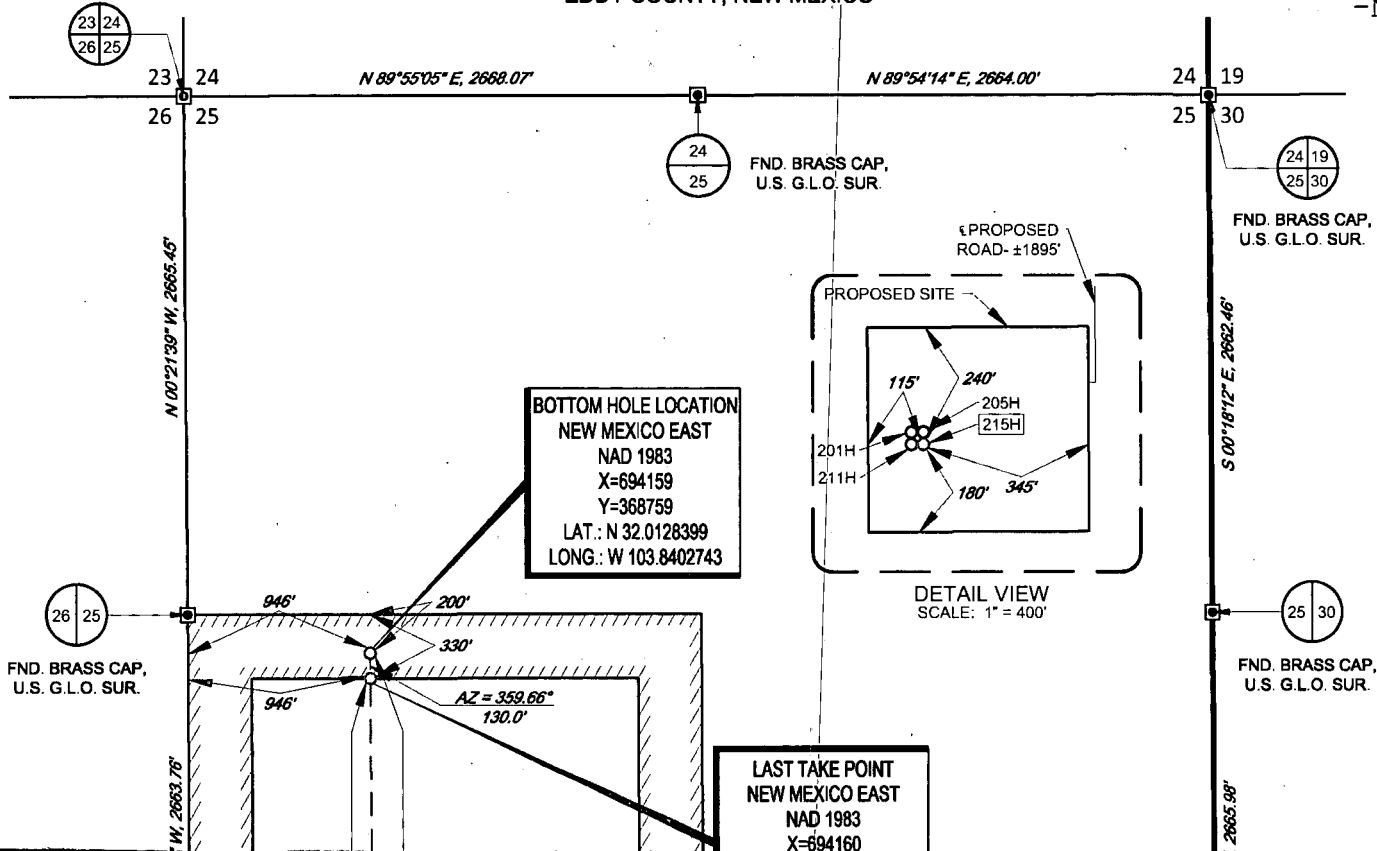 23 24
26 25
23 24
26 25
N 89°55'05" E, 2668.07'
N 89°54'14" E, 2664.00'
24 19
25 30
24
25
FND. BRASS CAP,
U.S. G.L.O. SUR.
24 19
25 30
FND. BRASS CAP,
U.S. G.L.O. SUR.
N 00°21'39" W, 2665.45'
S 00°18'12" E, 2662.46'
℄PROPOSED
ROAD- ±1895'
PROPOSED SITE
115'
240'
205H
215H
201H
211H
180'
345'
DETAIL VIEW
SCALE: 1" = 400'
BOTTOM HOLE LOCATION
NEW MEXICO EAST
NAD 1983
X=694159
Y=368759
LAT.: N 32.0128399
LONG.: W 103.8402743
26 25
FND. BRASS CAP,
U.S. G.L.O. SUR.
946'
200'
330'
946'
AZ = 359.66°
130.0'
25 30
FND. BRASS CAP,
U.S. G.L.O. SUR.
W, 2663.76'
LAST TAKE POINT
NEW MEXICO EAST
NAD 1983
X=694160
2665.98'